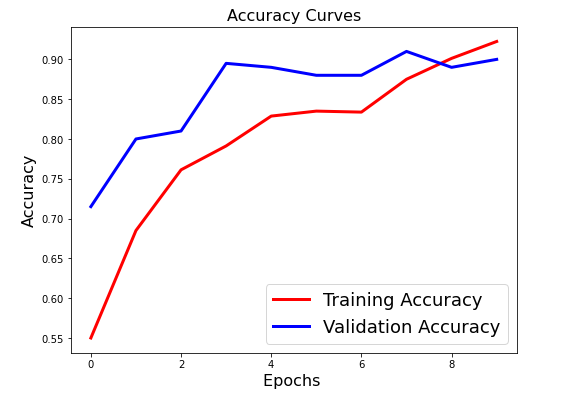 Accuracy Curves
0.90
0.85
0.80
0.75
0.70
0.65
0.60
0.55
Accuracy
Training Accuracy
Validation Accuracy
0 2 4 6 8
Epochs